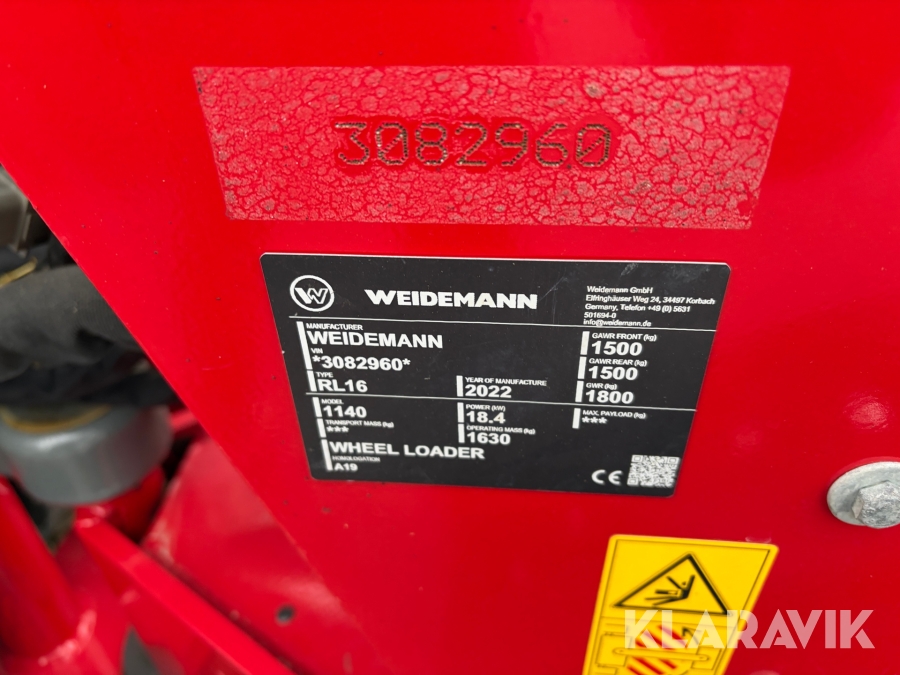 3082960
W WEIDEMANN
Weidemann GmbH
Elfringhäuser Weg 24, 34497 Korbach
Germany, Telefon +49 (0) 5631
501694-0
info@weidemann.de
MANUFACTURER
WEIDEMANN
VIN
*3082960*
TYPE
RL16
YEAR OF MANUFACTURE
2022
GAWR FRONT (kg)
1500
GAWR REAR (kg)
1500
GWR (kg)
1800
MODEL
1140
POWER (kW)
18.4
MAX. PAYLOAD (kg)
***
TRANSPORT MASS (kg)
***
OPERATING MASS (kg)
1630
WHEEL LOADER
HOMOLOGATION
A19
CE
KLARAVIK